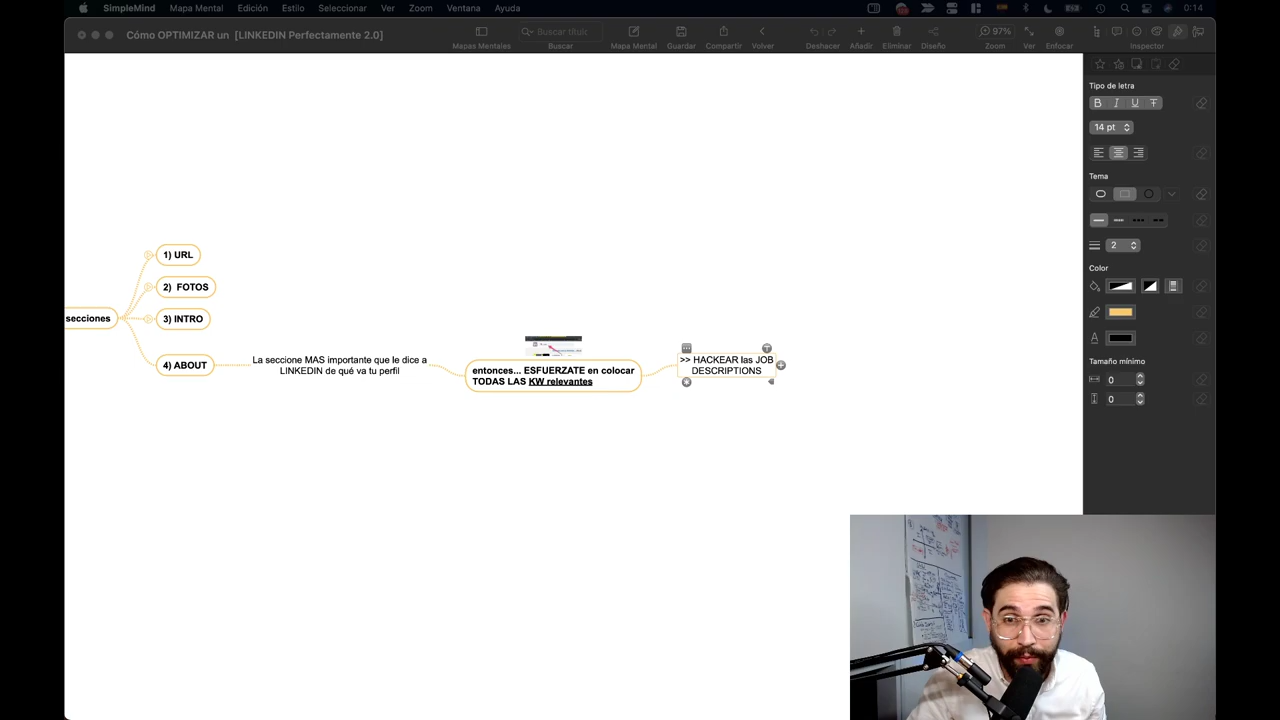 SimpleMind Mapa Mental Edición Estilo Seleccionar Ver Zoom Ventana Ayuda 0:14
Cómo OPTIMIZAR un [LINKEDIN Perfectamente 2.0]
Buscar título
97%
Mapas Mentales Buscar Mapa Mental Guardar Compartir Volver Deshacer Añadir Eliminar Diseño Zoom Ver Enfocar Inspector
Tipo de letra
B I U T
14 pt
Tema
2
Color
A
Tamaño mínimo
0
0
secciones
1) URL
2) FOTOS
3) INTRO
4) ABOUT
La seccione MAS importante que le dice a
LINKEDIN de qué va tu perfil
entonces... ESFUERZATE en colocar
TODAS LAS KW relevantes
>> HACKEAR las JOB
DESCRIPTIONS